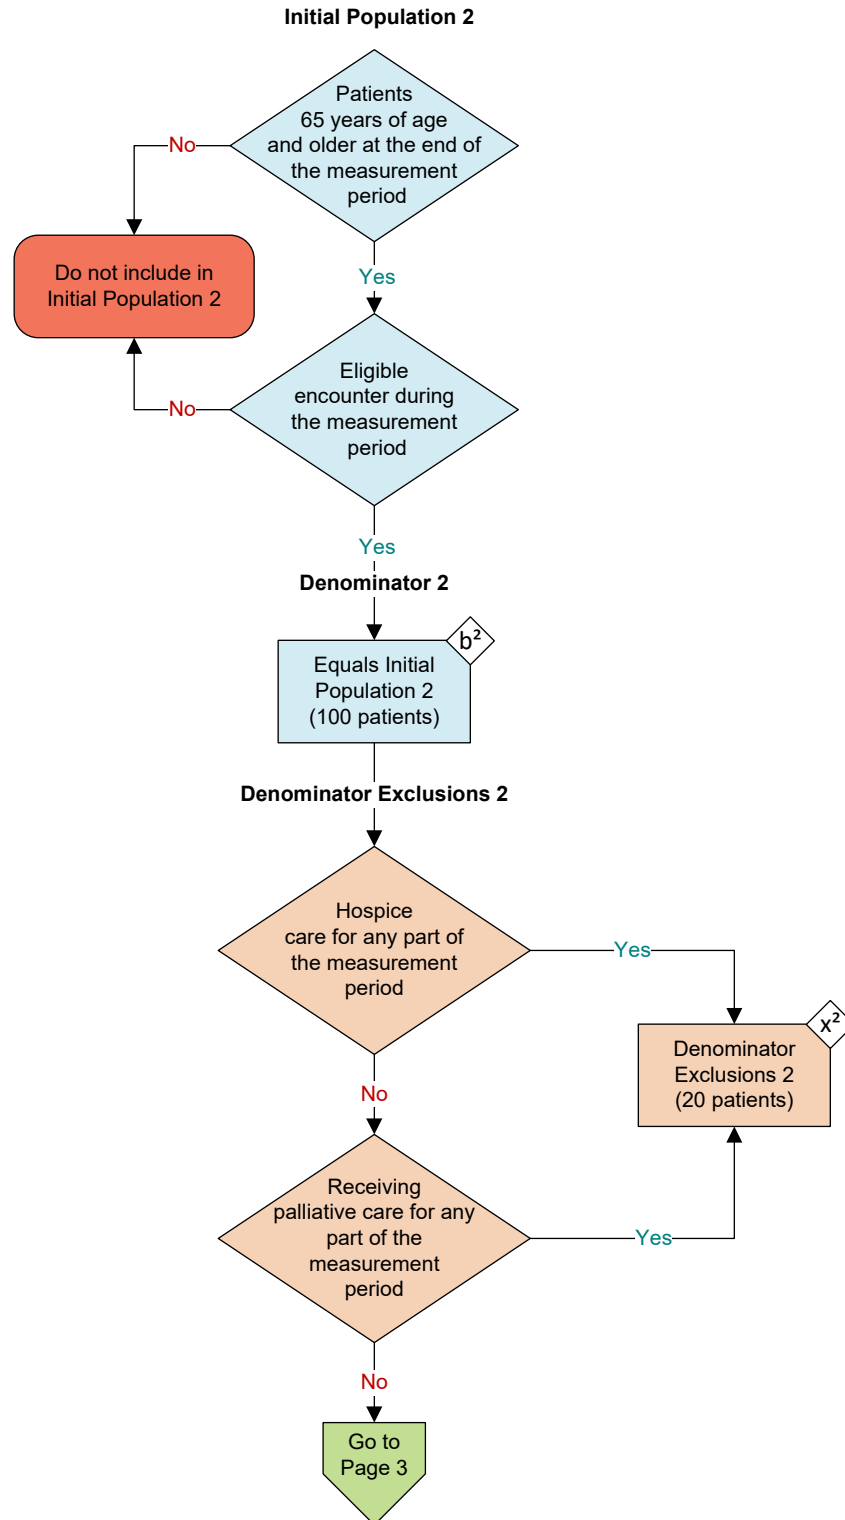 Initial Population 2
Patients
65 years of age
and older at the end of
the measurement
period
No
Do not include in
Initial Population 2
Yes
Eligible
encounter during
the measurement
period
No
Yes
Denominator 2
b²
Equals Initial
Population 2
(100 patients)
Denominator Exclusions 2
Hospice
care for any part of
the measurement
period
Yes
x²
Denominator
Exclusions 2
(20 patients)
No
Receiving
palliative care for any
part of the
measurement
period
Yes
No
Go to
Page 3